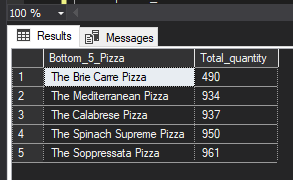 100 %
Results Messages
Bottom_5_Pizza Total_quantity
1 The Brie Carre Pizza 490
2 The Mediterranean Pizza 934
3 The Calabrese Pizza 937
4 The Spinach Supreme Pizza 950
5 The Soppressata Pizza 961